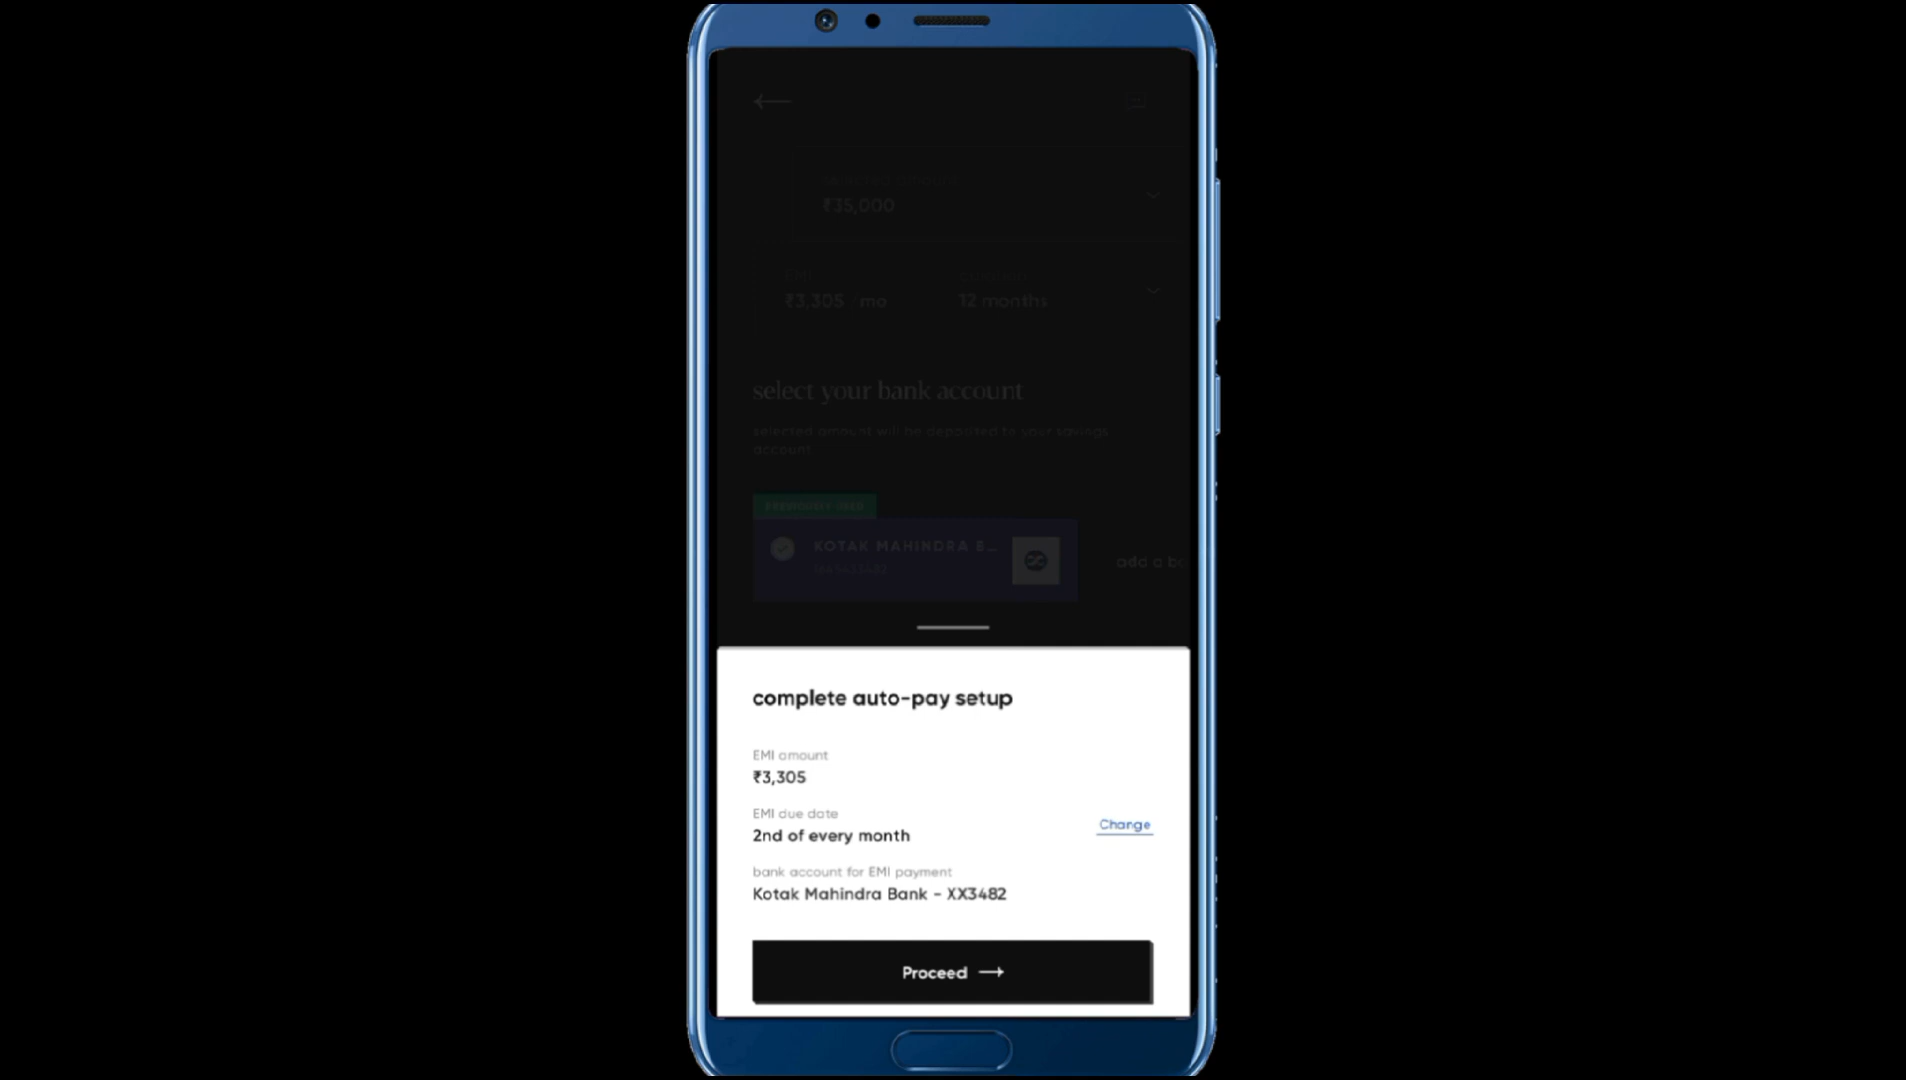 ₹35,000
₹3,305 /mo
12 months
select your bank account
selected amount will be deposited to your savings
account
PREVIOUSLY USED
KOTAK MAHINDRA B...
add a b
complete auto-pay setup
EMI amount
₹3,305
EMI due date
2nd of every month
Change
bank account for EMI payment
Kotak Mahindra Bank - XX3482
Proceed →